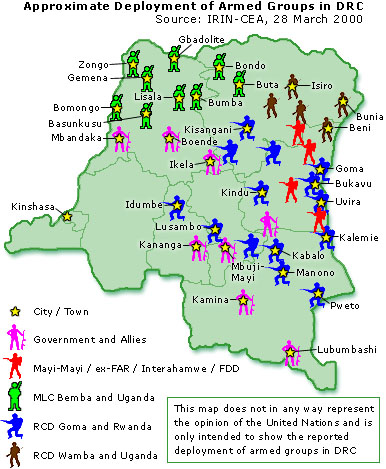 Approximate Deployment of Armed Groups in DRC
Source: IRIN-CEA, 28 March 2000
Gbadolite
Zongo
Bondo
Gemena
Lisala
Buta
Isiro
Bumba
Bomongo
Bunia
Basunkusu
Beni
Kisangani
Mbandaka
Boende
Ikela
Goma
Bukavu
Kindu
Uvira
Idumbe
Kinshasa
Lusambo
Kalemie
Kananga
Kabalo
Mbuji-
Mayi
Manono
Kamina
Pweto
Lubumbashi
City / Town
Government and Allies
Mayi-Mayi / ex-FAR / Interahamwe / FDD
MLC Bemba and Uganda
RCD Goma and Rwanda
RCD Wamba and Uganda
This map does not in any way represent
the opinion of the United Nations and is
only intended to show the reported
deployment of armed groups in DRC